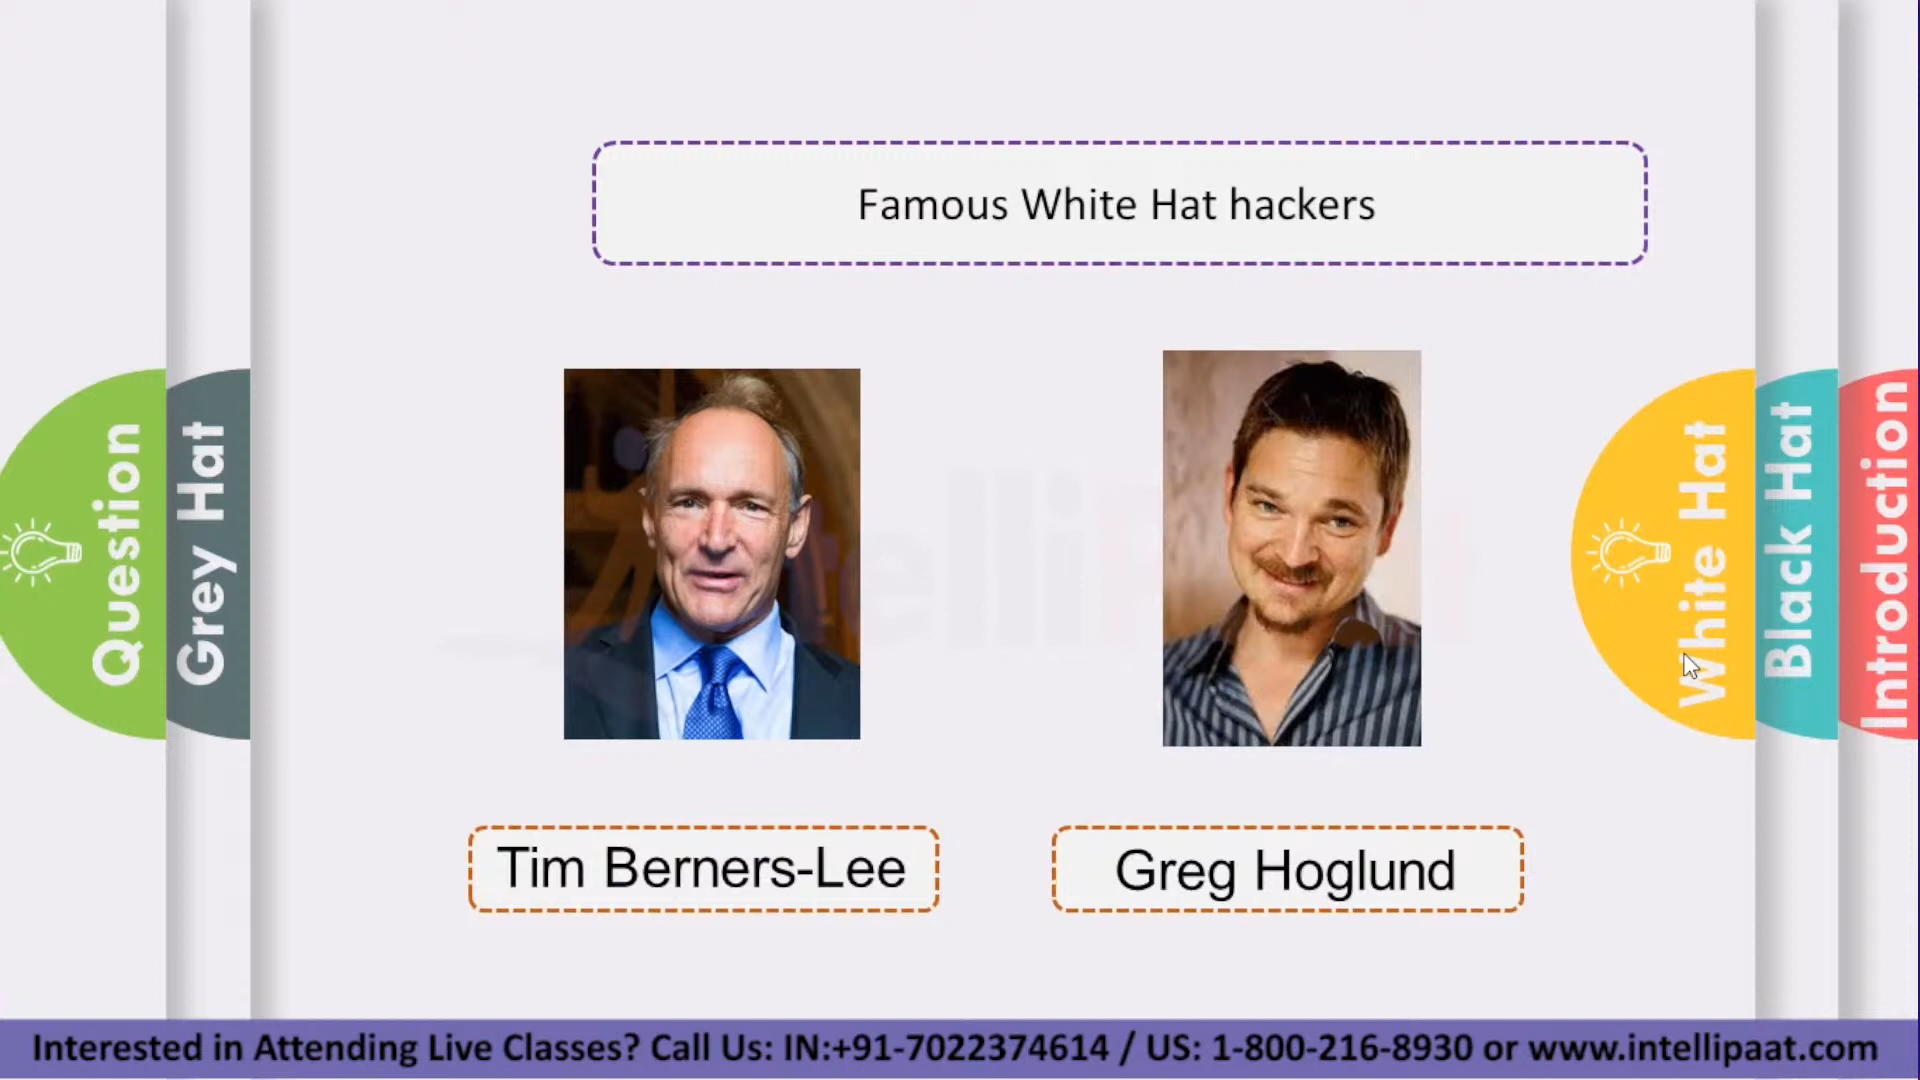 Famous White Hat hackers
Question
Grey Hat
White Hat
Black Hat
Introduction
Tim Berners-Lee
Greg Hoglund
Interested in Attending Live Classes? Call Us: IN:+91-7022374614 / US: 1-800-216-8930 or www.intellipaat.com